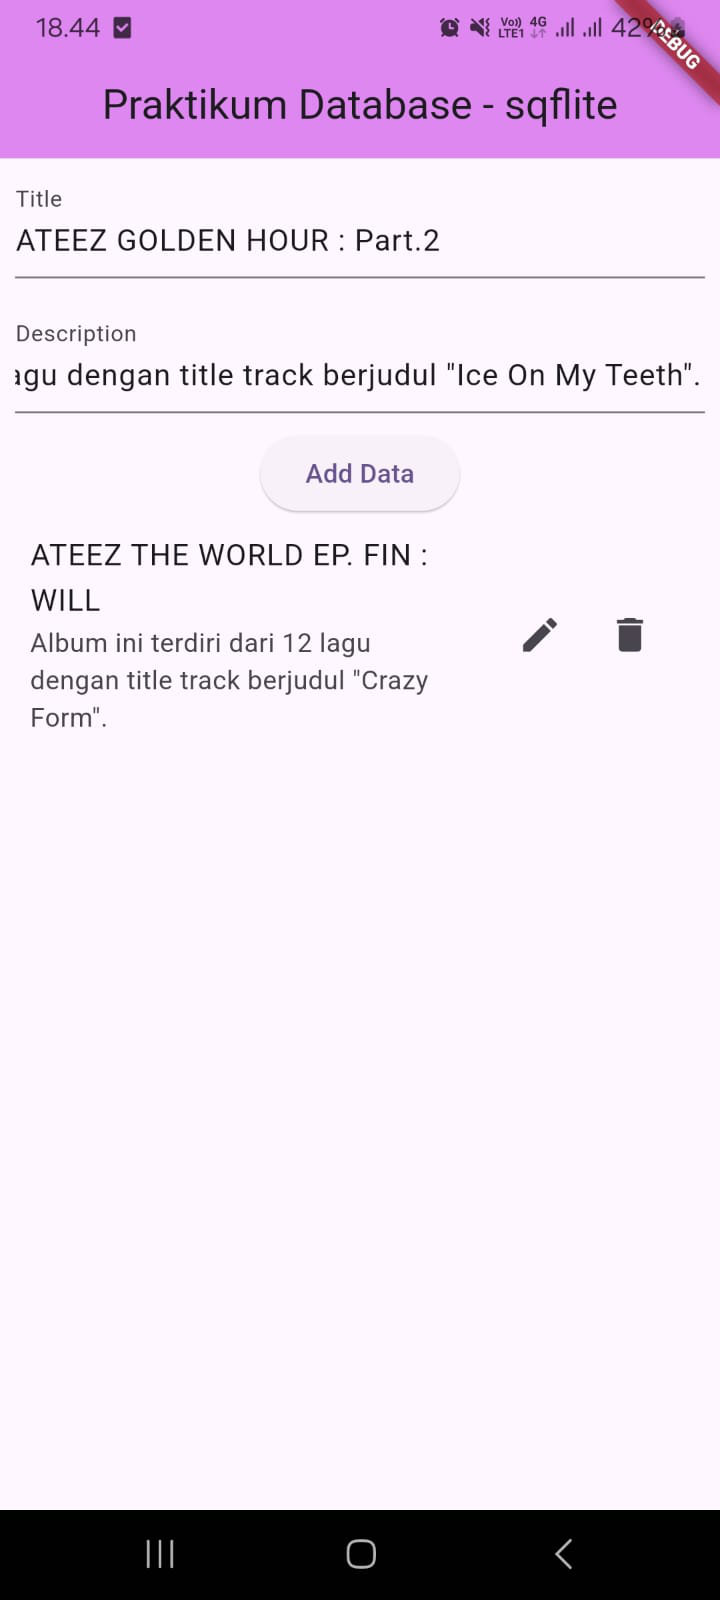 18.44
Vo)) 4G
LTE1
42%
DEBUG
Praktikum Database - sqflite
Title
ATEEZ GOLDEN HOUR : Part.2
Description
agu dengan title track berjudul "Ice On My Teeth".
Add Data
ATEEZ THE WORLD EP. FIN :
WILL
Album ini terdiri dari 12 lagu
dengan title track berjudul "Crazy
Form".